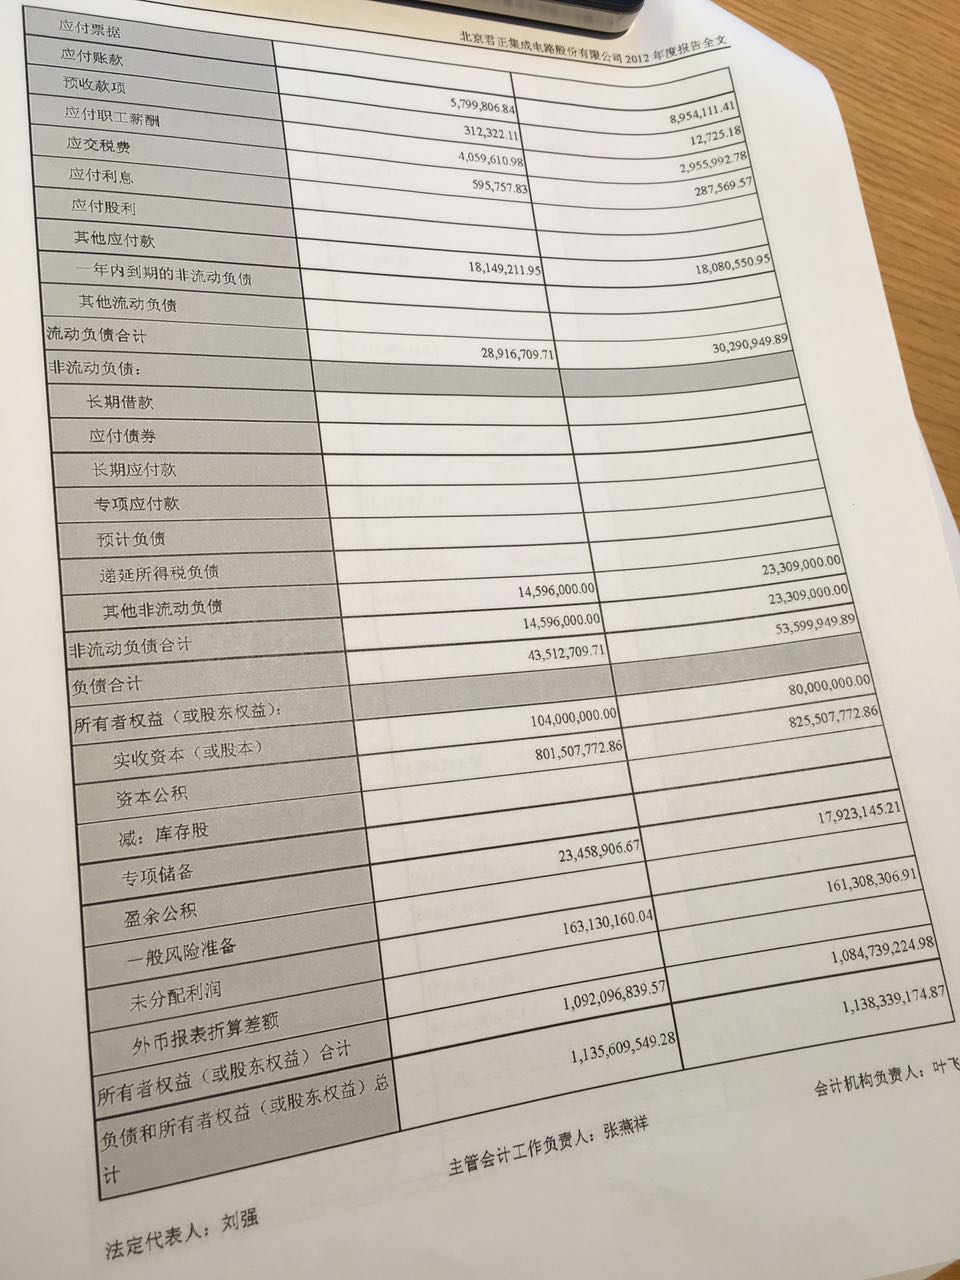 北京君正集成电路股份有限公司 2012 年度报告全文
应付票据
应付账款 5,799,806.84 8,954,111.41
预收款项 312,322.11 12,725.18
应付职工薪酬 4,059,610.98 2,955,992.78
应交税费 595,757.83 287,569.57
应付利息
应付股利
其他应付款 18,149,211.95 18,080,550.95
一年内到期的非流动负债
其他流动负债
流动负债合计 28,916,709.71 30,290,949.89
非流动负债：
长期借款
应付债券
长期应付款
专项应付款
预计负债
递延所得税负债
其他非流动负债 14,596,000.00 23,309,000.00
非流动负债合计 14,596,000.00 23,309,000.00
负债合计 43,512,709.71 53,599,949.89
所有者权益（或股东权益）：
实收资本（或股本） 104,000,000.00 80,000,000.00
资本公积 801,507,772.86 825,507,772.86
减：库存股
专项储备
盈余公积 23,458,906.67 17,923,145.21
一般风险准备
未分配利润 163,130,160.04 161,308,306.91
外币报表折算差额
所有者权益（或股东权益）合计 1,092,096,839.57 1,084,739,224.98
负债和所有者权益（或股东权益）总 1,135,609,549.28 1,138,339,174.87
计
法定代表人：刘强 主管会计工作负责人：张燕祥 会计机构负责人：叶飞